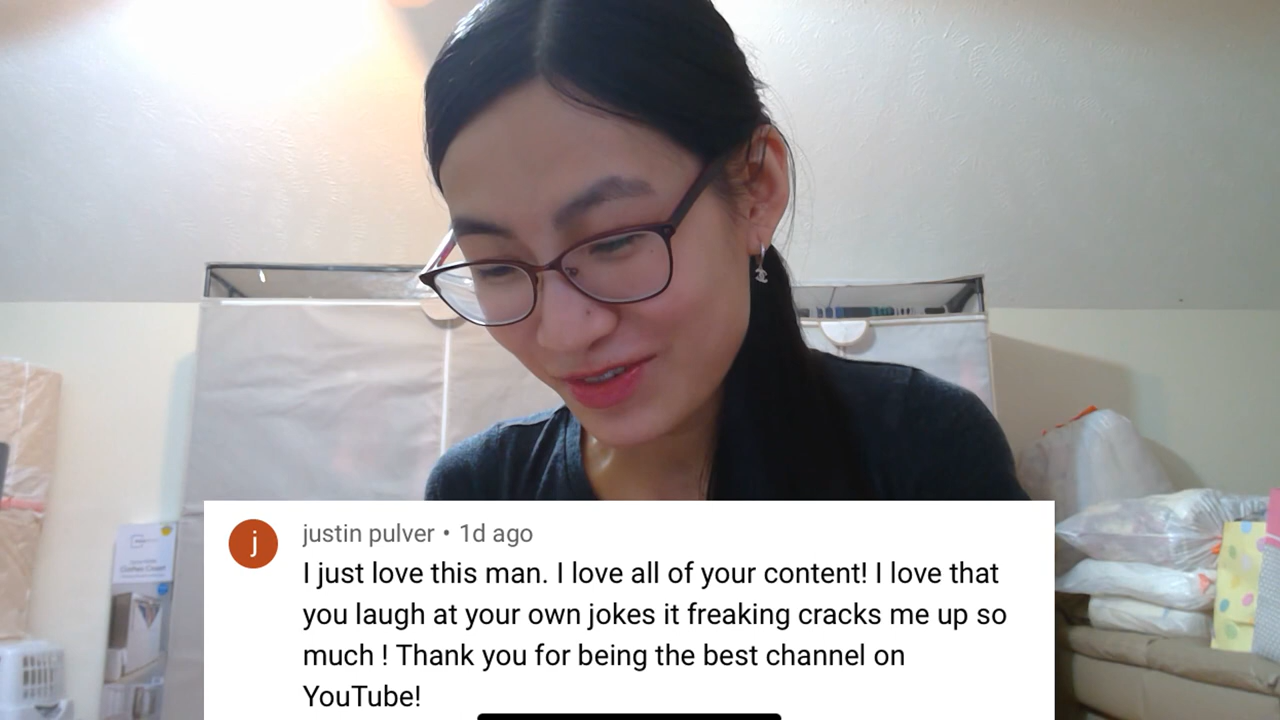 j
justin pulver • 1d ago
I just love this man. I love all of your content! I love that
you laugh at your own jokes it freaking cracks me up so
much ! Thank you for being the best channel on
YouTube!